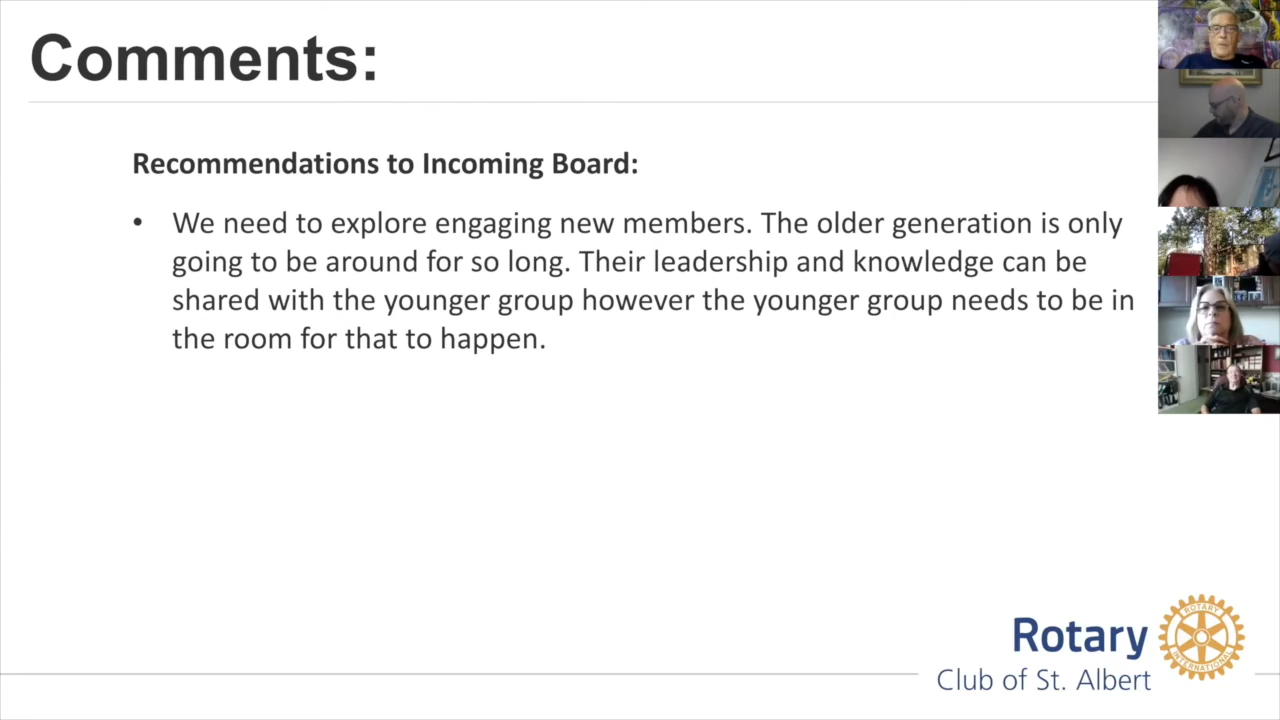 Comments:
Recommendations to Incoming Board:
• We need to explore engaging new members. The older generation is only
going to be around for so long. Their leadership and knowledge can be
shared with the younger group however the younger group needs to be in
the room for that to happen.
Rotary
Club of St. Albert
ROTARY
INTERNATIONAL